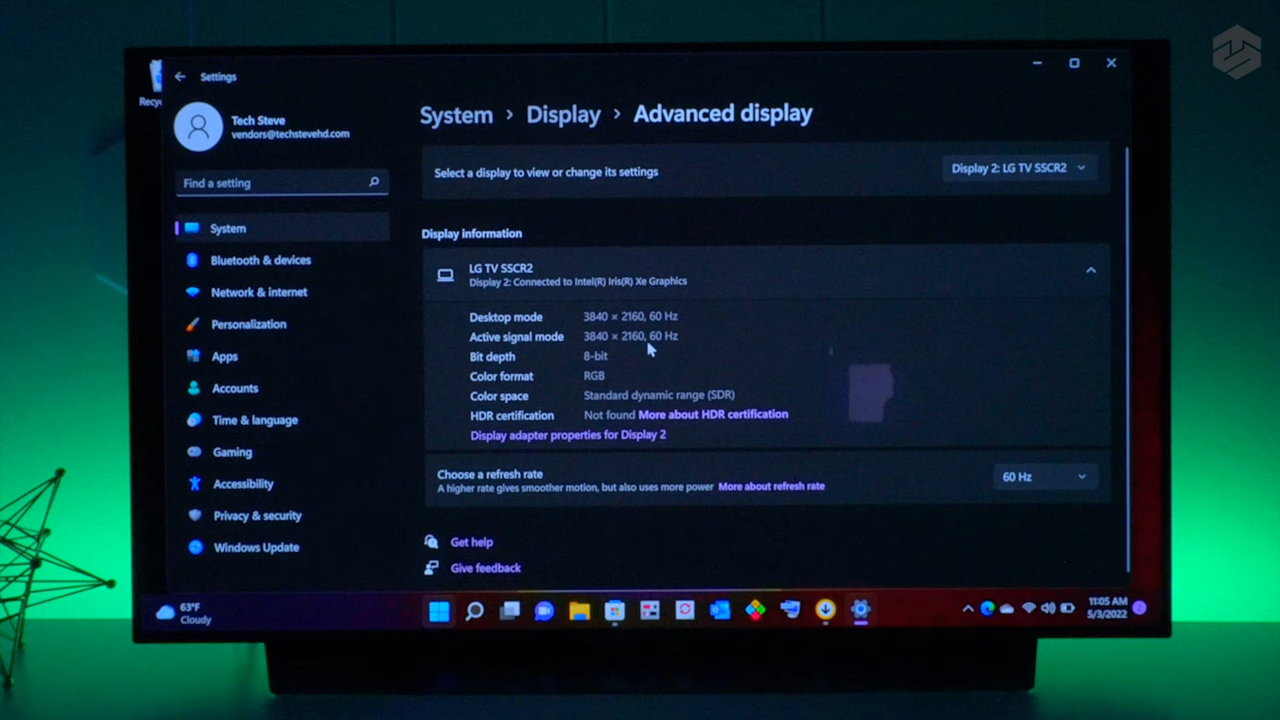 Recyc
Settings
Tech Steve
vendors@techstevehd.com
Find a setting
System
Bluetooth & devices
Network & internet
Personalization
Apps
Accounts
Time & language
Gaming
Accessibility
Privacy & security
Windows Update
System > Display > Advanced display
Select a display to view or change its settings
Display 2: LG TV SSCR2
Display information
LG TV SSCR2
Display 2: Connected to Intel(R) Iris(R) Xe Graphics
Desktop mode 3840 × 2160, 60 Hz
Active signal mode 3840 × 2160, 60 Hz
Bit depth 8-bit
Color format RGB
Color space Standard dynamic range (SDR)
HDR certification Not found More about HDR certification
Display adapter properties for Display 2
Choose a refresh rate
A higher rate gives smoother motion, but also uses more power More about refresh rate
60 Hz
Get help
Give feedback
63°F
Cloudy
11:05 AM
5/3/2022